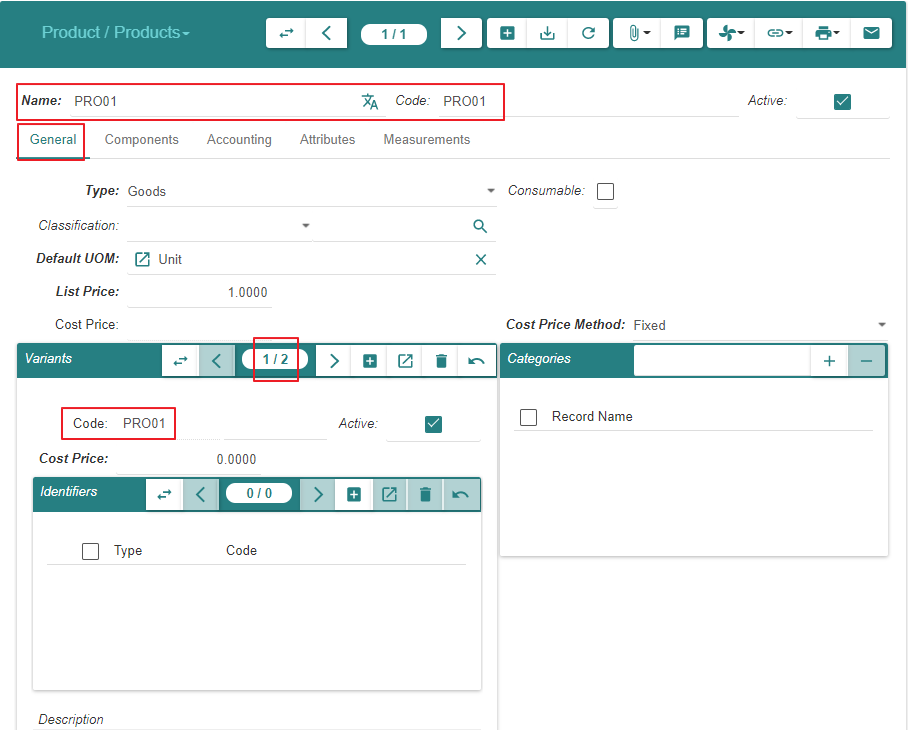 Product / Products
1 / 1
Name: PRO01 Code: PRO01 Active:
General Components Accounting Attributes Measurements
Type: Goods Consumable:
Classification:
Default UOM: Unit
List Price: 1.0000
Cost Price: Cost Price Method: Fixed
Variants 1 / 2 Categories
Code: PRO01 Active: Record Name
Cost Price: 0.0000
Identifiers 0 / 0
Type Code
Description